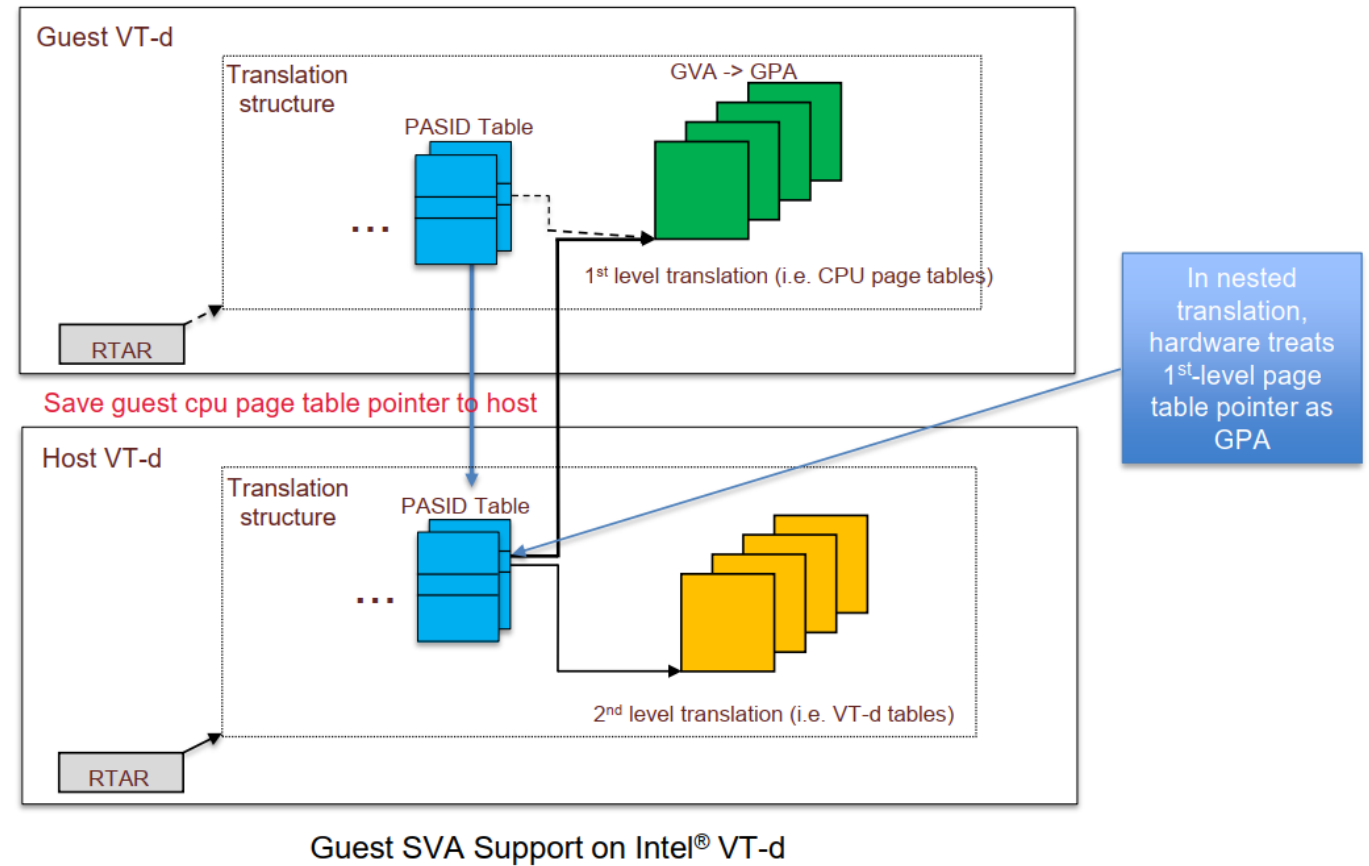 Guest VT-d
Translation
structure
GVA -> GPA
PASID Table
...
1st level translation (i.e. CPU page tables)
RTAR
In nested
translation,
hardware treats
1st-level page
table pointer as
GPA
Save guest cpu page table pointer to host
Host VT-d
Translation
structure
PASID Table
...
2nd level translation (i.e. VT-d tables)
RTAR
Guest SVA Support on Intel® VT-d